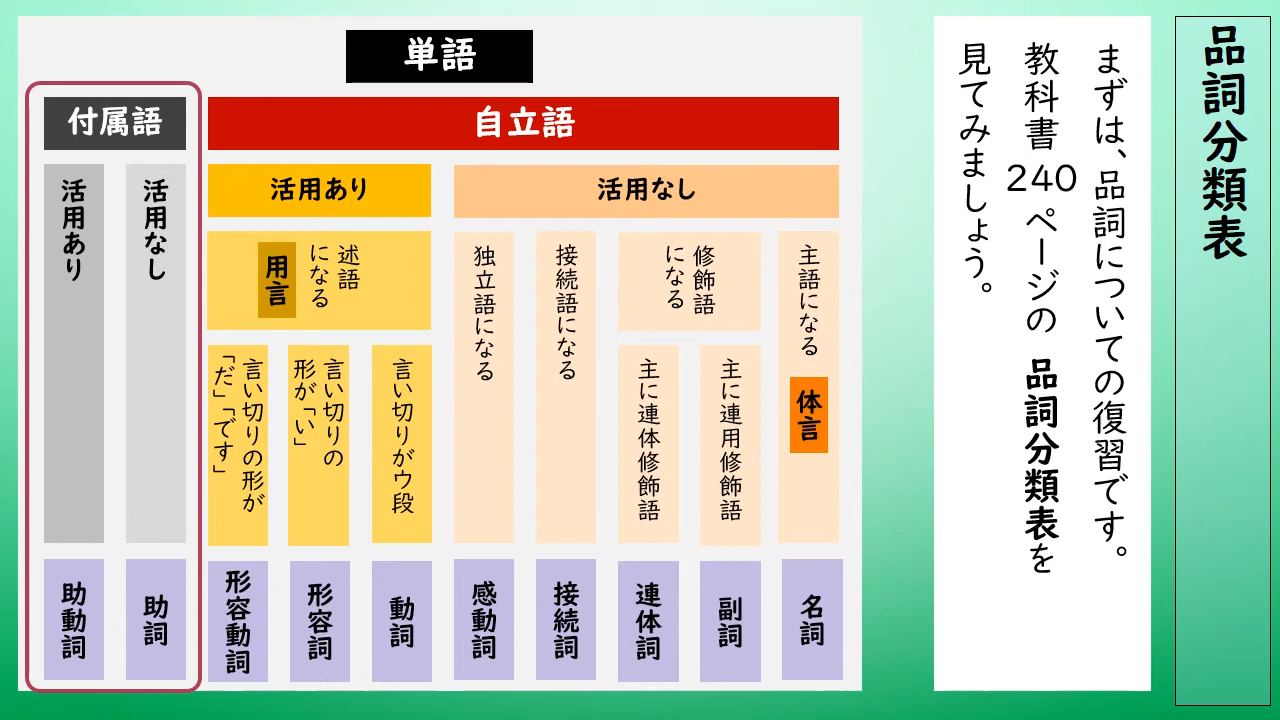 品詞分類表
まずは、品詞についての復習です。
教科書240ページの 品詞分類表を
見てみましょう。
単語
自立語
付属語
活用なし
活用あり
主語になる
体言
修飾語
になる
主に連用修飾語
主に連体修飾語
接続語になる
独立語になる
述語
になる
用言
言い切りがウ段
言い切りの
形が「い」
言い切りの形が
「だ」「です」
活用なし
活用あり
名詞
副詞
連体詞
接続詞
感動詞
動詞
形容詞
形容動詞
助詞
助動詞